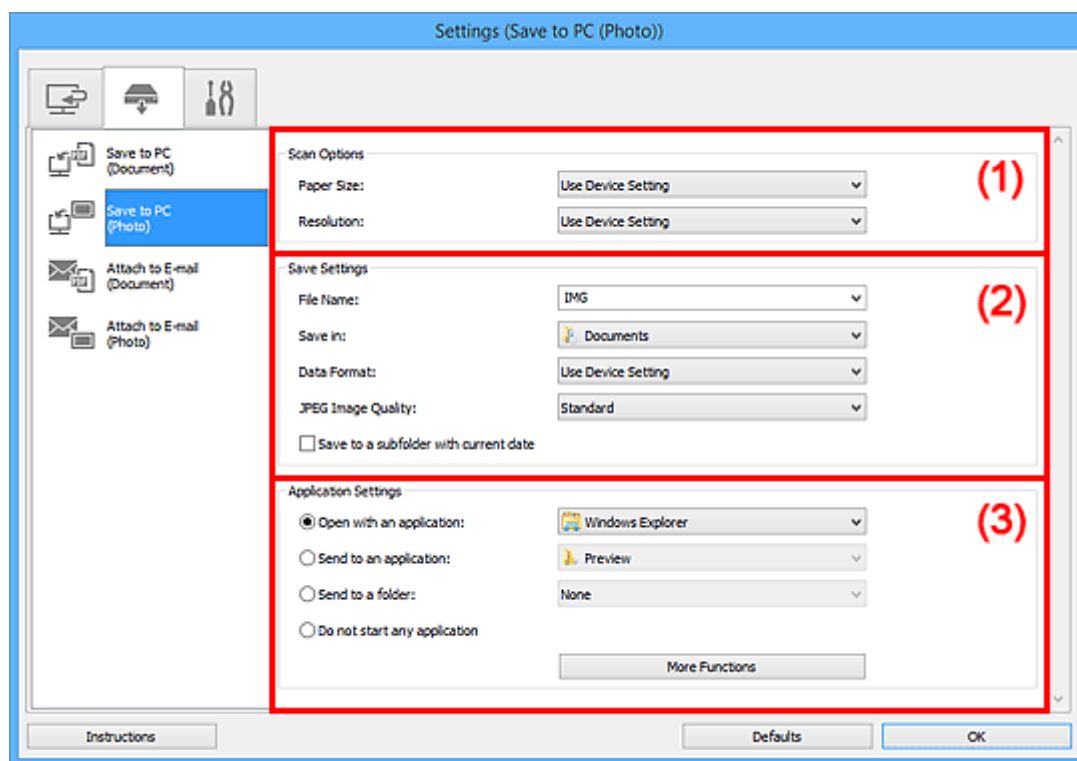 Settings (Save to PC (Photo))
Save to PC
(Document)
Save to PC
(Photo)
Attach to E-mail
(Document)
Attach to E-mail
(Photo)
Scan Options
(1)
Paper Size: Use Device Setting
Resolution: Use Device Setting
Save Settings
(2)
File Name: IMG
Save in: Documents
Data Format: Use Device Setting
JPEG Image Quality: Standard
Save to a subfolder with current date
Application Settings
(3)
Open with an application: Windows Explorer
Send to an application: Preview
Send to a folder: None
Do not start any application
More Functions
Instructions Defaults OK